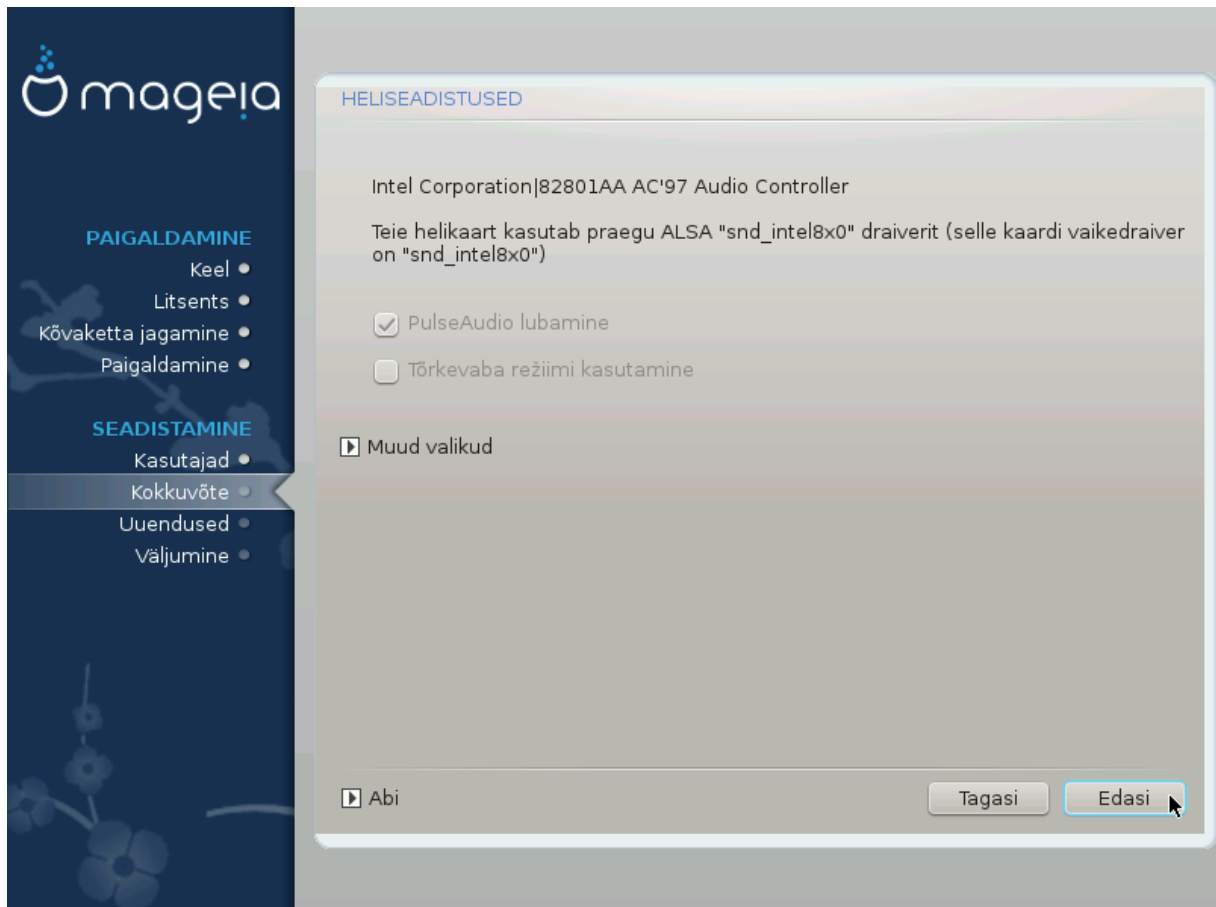 mageia
PAIGALDAMINE
Keel
Litsents
Kõvaketta jagamine
Paigaldamine
SEADISTAMINE
Kasutajad
Kokkuvõte
Uuendused
Väljumine
HELISEADISTUSED
Intel Corporation|82801AA AC'97 Audio Controller
Teie helikaart kasutab praegu ALSA "snd_intel8x0" draiverit (selle kaardi vaikedraiver
on "snd_intel8x0")
PulseAudio lubamine
Tõrkevaba režiimi kasutamine
Muud valikud
Abi
Tagasi
Edasi